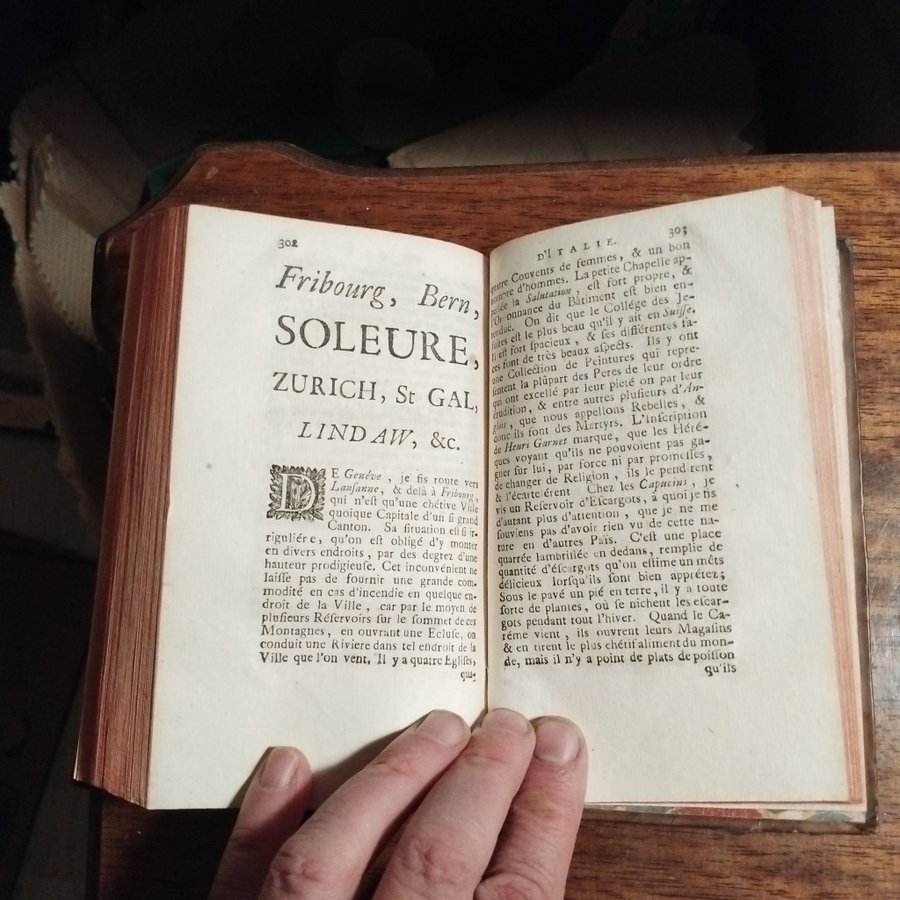 302
Fribourg, Bern,
SOLEURE,
ZURICH, St GAL,
LINDAW, &c.
DE Genéve, je fis route vers
Lausanne, & delà à Fribourg,
qui n'est qu'une chétive Ville
quoique Capitale d'un si grand
Canton. Sa situation est si ir-
riguliére, qu'on est obligé d'y monter
en divers endroits, par des degrez d'une
hauteur prodigieuse. Cet inconvénient ne
laisse pas de fournir une grande com-
modité en cas d'incendie en quelque en-
droit de la Ville, car par le moyen de
plusieurs Réservoirs sur le sommet de ces
Montagnes, en ouvrant une Ecluse, on
conduit une Riviere dans tel endroit de la
Ville que l'on vent. Il y a quatre Eglises,
qua-
D'ITALIE. 303
quatre Couvents de femmes, & un bon
nombre d'hommes. La petite Chapelle ap-
pellée la Salutation, est fort propre, &
l'Ordonnance du Bâtiment est bien en-
tendue. On dit que le Collége des Je-
suites est le plus beau qu'il y ait en Suisse.
Il est fort spacieux, & ses différentes fa-
ces font de très beaux aspects. Ils y ont
une Collection de Peintures qui repre-
sentent la plûpart des Peres de leur ordre
qui ont excellé par leur pieté on par leur
érudition, & entre autres plusieurs d'An-
glois, que nous appellons Rebelles, &
donc ils font des Martyrs. L'Inscription
de Henri Garnet marque, que les Héré-
ques voyant qu'ils ne pouvoient pas ga-
gner sur lui, par force ni par promesses,
de changer de Religion, ils le pendirent
& l'écartelérent Chez les Capucins, je
vis un Reservoir d'Escargots, à quoi je fis
d'autant plus d'attention, que je ne me
souviens pas d'avoir rien vu de cette na-
ture en d'autres Païs. C'est une place
quarrée lambrillée en dedans, remplie de
quantité d'éscargots qu'on estime un mêts
délicieux lorsqu'ils sont bien apprétez;
Sous le pavé un pié en terre, il y a toute
sorte de plantes, où se nichent les escar-
gots pendant tout l'hiver. Quand le Ca-
réme vient, ils ouvrent leurs Magasins
& en tirent le plus chétif aliment du mon-
de, mais il n'y a point de plats de poisson
qu'ils